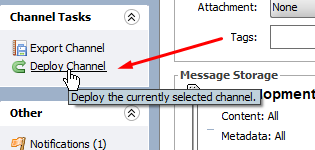 Channel Tasks
Export Channel
Deploy Channel
Deploy the currently selected channel.
Other
Notifications (1)
Attachment: None
Tags:
Message Storage
Content: All
Metadata: All